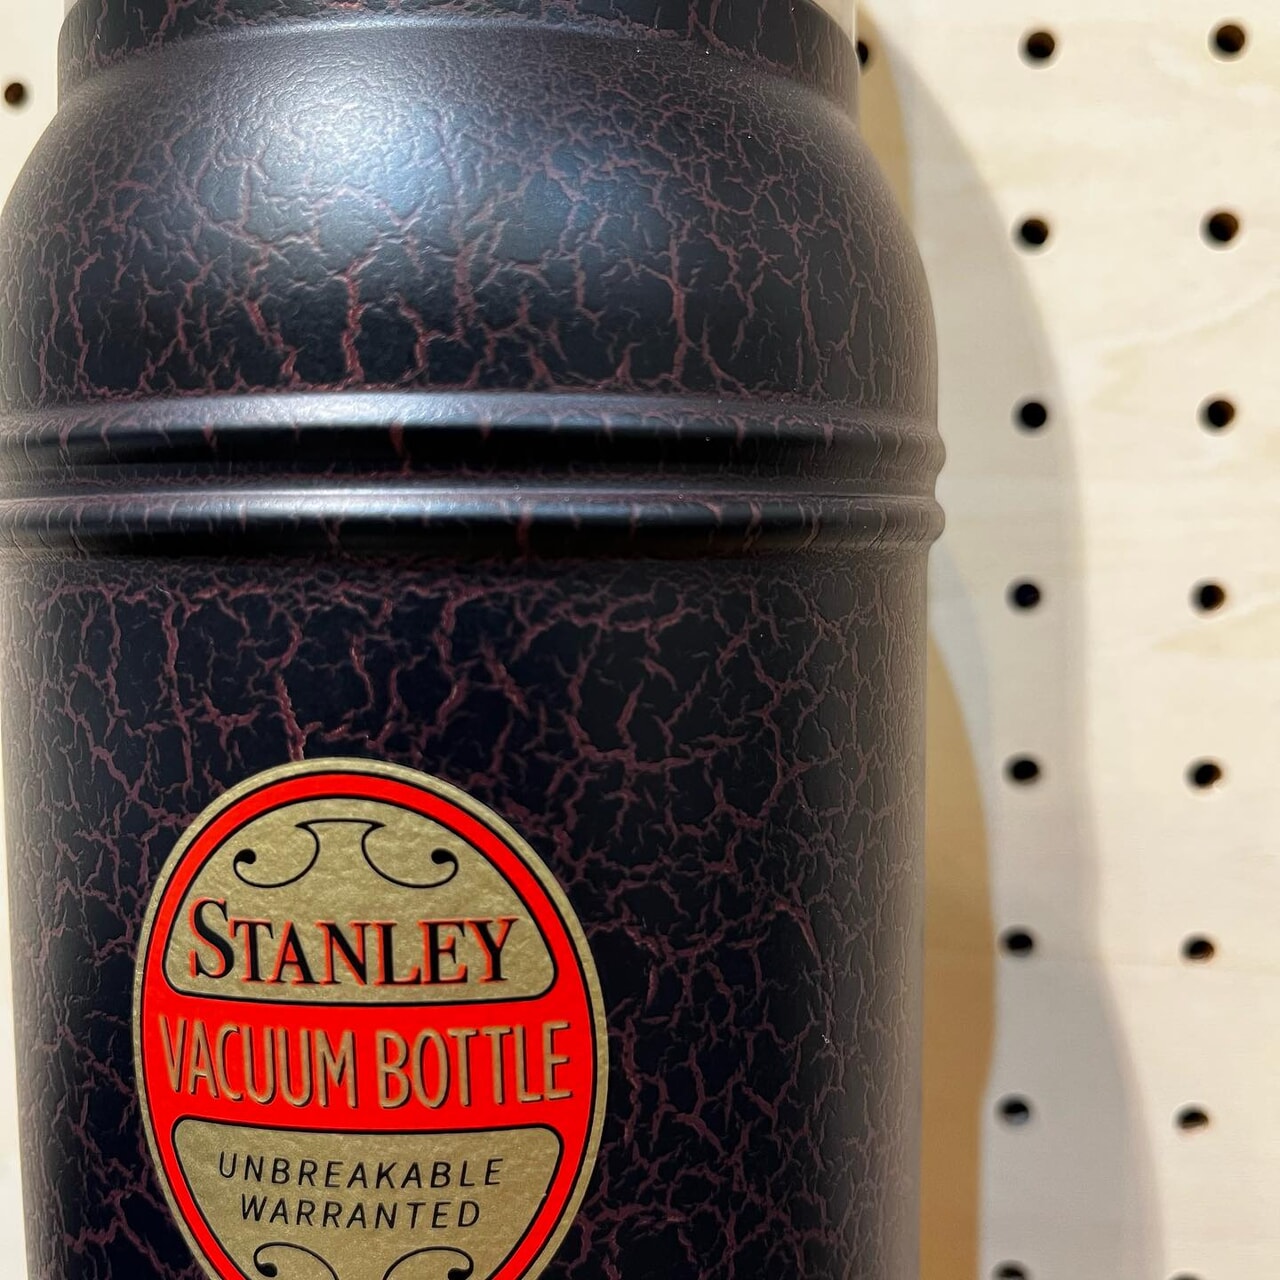 STANLEY
VACUUM BOTTLE
UNBREAKABLE
WARRANTED